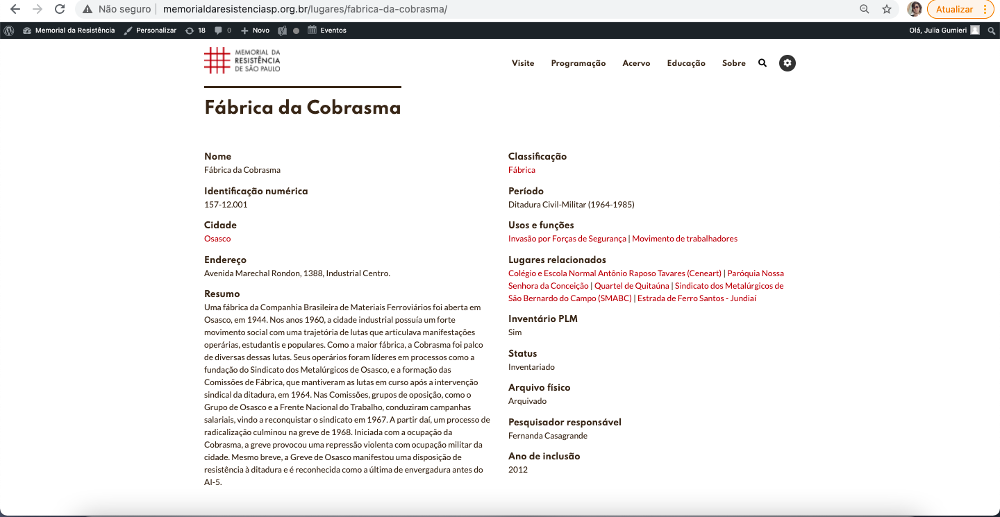 Não seguro
memorialdaresistenciasp.org.br/lugares/fabrica-da-cobrasma/
Atualizar
Memorial da Resistência
Personalizar
18
0
Novo
Eventos
Olá, Julia Gumieri
MEMORIAL DA
RESISTÊNCIA
DE SÃO PAULO
Visite
Programação
Acervo
Educação
Sobre
Fábrica da Cobrasma
Nome
Fábrica da Cobrasma
Identificação numérica
157-12.001
Cidade
Osasco
Endereço
Avenida Marechal Rondon, 1388, Industrial Centro.
Resumo
Uma fábrica da Companhia Brasileira de Materiais Ferroviários foi aberta em
Osasco, em 1944. Nos anos 1960, a cidade industrial possuía um forte
movimento social com uma trajetória de lutas que articulava manifestações
operárias, estudantis e populares. Como a maior fábrica, a Cobrasma foi palco
de diversas dessas lutas. Seus operários foram líderes em processos como a
fundação do Sindicato dos Metalúrgicos de Osasco, e a formação das
Comissões de Fábrica, que mantiveram as lutas em curso após a intervenção
sindical da ditadura, em 1964. Nas Comissões, grupos de oposição, como o
Grupo de Osasco e a Frente Nacional do Trabalho, conduziram campanhas
salariais, vindo a reconquistar o sindicato em 1967. A partir daí, um processo de
radicalização culminou na greve de 1968. Iniciada com a ocupação da
Cobrasma, a greve provocou uma repressão violenta com ocupação militar da
cidade. Mesmo breve, a Greve de Osasco manifestou uma disposição de
resistência à ditadura e é reconhecida como a última de envergadura antes do
AI-5.
Classificação
Fábrica
Período
Ditadura Civil-Militar (1964-1985)
Usos e funções
Invasão por Forças de Segurança | Movimento de trabalhadores
Lugares relacionados
Colégio e Escola Normal Antônio Raposo Tavares (Ceneart) | Paróquia Nossa
Senhora da Conceição | Quartel de Quitaúna | Sindicato dos Metalúrgicos de
São Bernardo do Campo (SMABC) | Estrada de Ferro Santos - Jundiaí
Inventário PLM
Sim
Status
Inventariado
Arquivo físico
Arquivado
Pesquisador responsável
Fernanda Casagrande
Ano de inclusão
2012